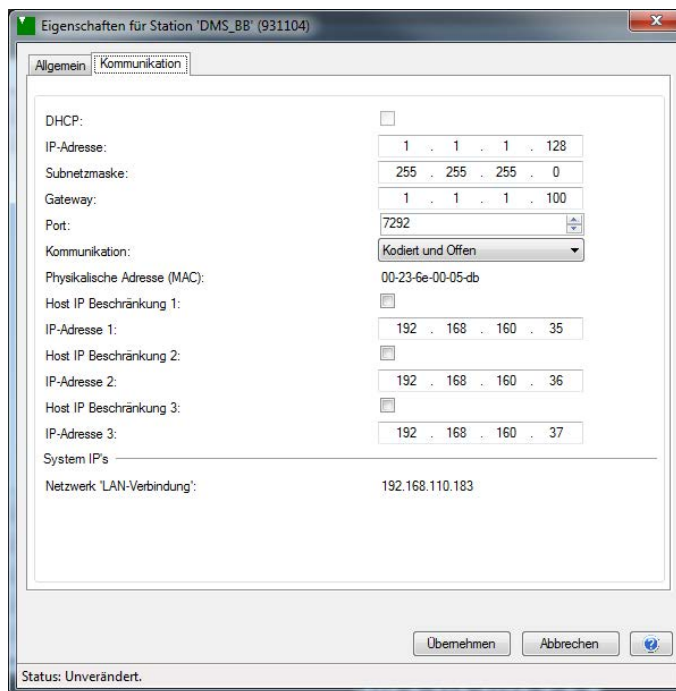 Eigenschaften für Station 'DMS_BB' (931104)
Allgemein Kommunikation
DHCP:
IP-Adresse: 1 . 1 . 1 . 128
Subnetzmaske: 255 . 255 . 255 . 0
Gateway: 1 . 1 . 1 . 100
Port: 7292
Kommunikation: Kodiert und Offen
Physikalische Adresse (MAC): 00-23-6e-00-05-db
Host IP Beschränkung 1:
IP-Adresse 1: 192 . 168 . 160 . 35
Host IP Beschränkung 2:
IP-Adresse 2: 192 . 168 . 160 . 36
Host IP Beschränkung 3:
IP-Adresse 3: 192 . 168 . 160 . 37
System IP's
Netzwerk 'LAN-Verbindung': 192.168.110.183
Übernehmen Abbrechen ?
Status: Unverändert.